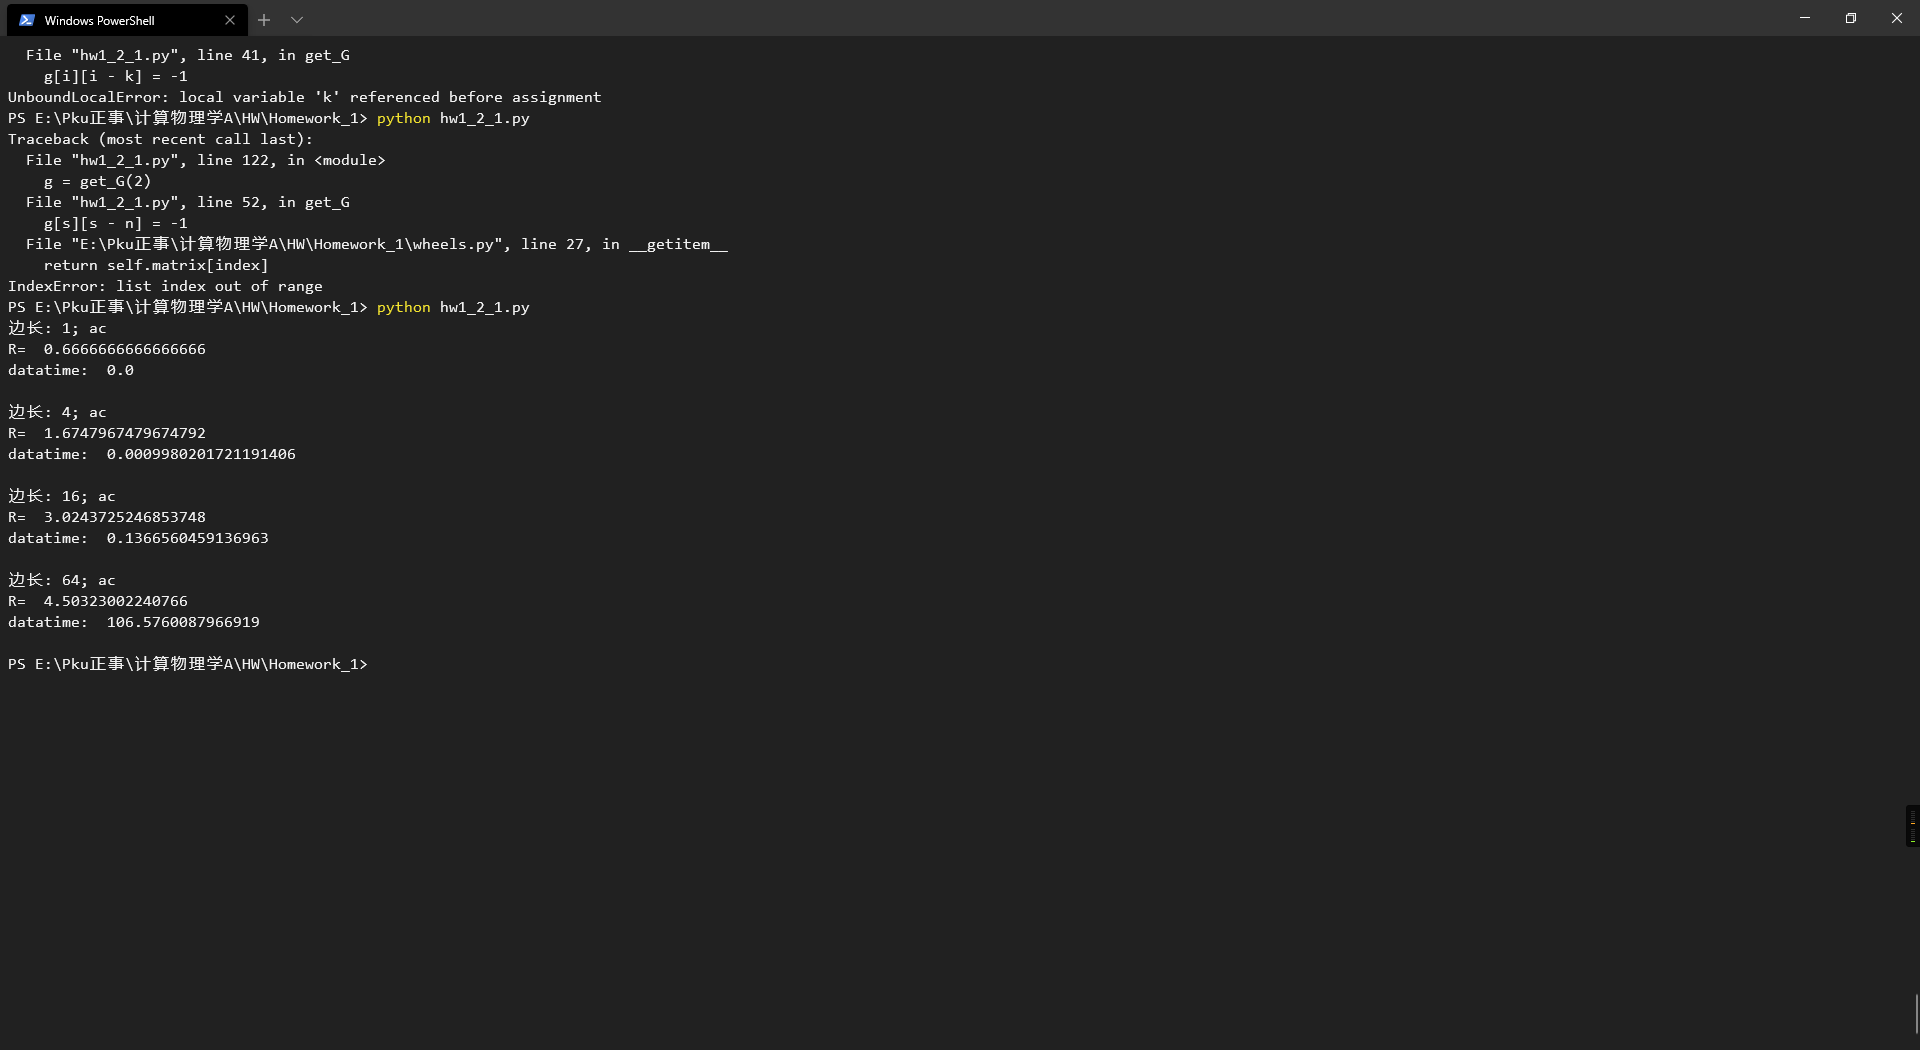 Windows PowerShell
  File "hw1_2_1.py", line 41, in get_G
    g[i][i - k] = -1
UnboundLocalError: local variable 'k' referenced before assignment
PS E:\Pku正事\计算物理学A\HW\Homework_1> python hw1_2_1.py
Traceback (most recent call last):
  File "hw1_2_1.py", line 122, in <module>
    g = get_G(2)
  File "hw1_2_1.py", line 52, in get_G
    g[s][s - n] = -1
  File "E:\Pku正事\计算物理学A\HW\Homework_1\wheels.py", line 27, in __getitem__
    return self.matrix[index]
IndexError: list index out of range
PS E:\Pku正事\计算物理学A\HW\Homework_1> python hw1_2_1.py
边长: 1; ac
R=  0.6666666666666666
datatime:  0.0
边长: 4; ac
R=  1.6747967479674792
datatime:  0.0009980201721191406
边长: 16; ac
R=  3.0243725246853748
datatime:  0.1366560459136963
边长: 64; ac
R=  4.50323002240766
datatime:  106.5760087966919
PS E:\Pku正事\计算物理学A\HW\Homework_1>